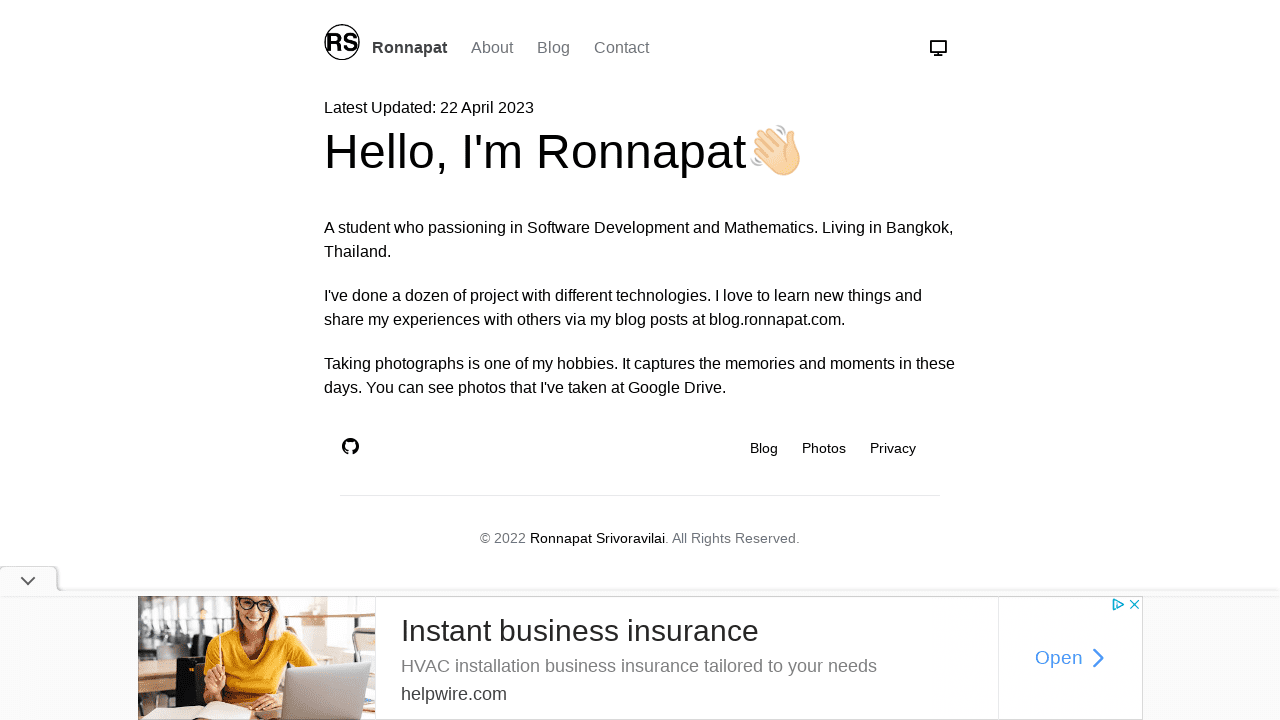 RS
Ronnapat About Blog Contact
Latest Updated: 22 April 2023
Hello, I'm Ronnapat👋🏼
A student who passioning in Software Development and Mathematics. Living in Bangkok,
Thailand.
I've done a dozen of project with different technologies. I love to learn new things and
share my experiences with others via my blog posts at blog.ronnapat.com.
Taking photographs is one of my hobbies. It captures the memories and moments in these
days. You can see photos that I've taken at Google Drive.
Blog Photos Privacy
© 2022 Ronnapat Srivoravilai. All Rights Reserved.
Instant business insurance
HVAC installation business insurance tailored to your needs
helpwire.com
Open